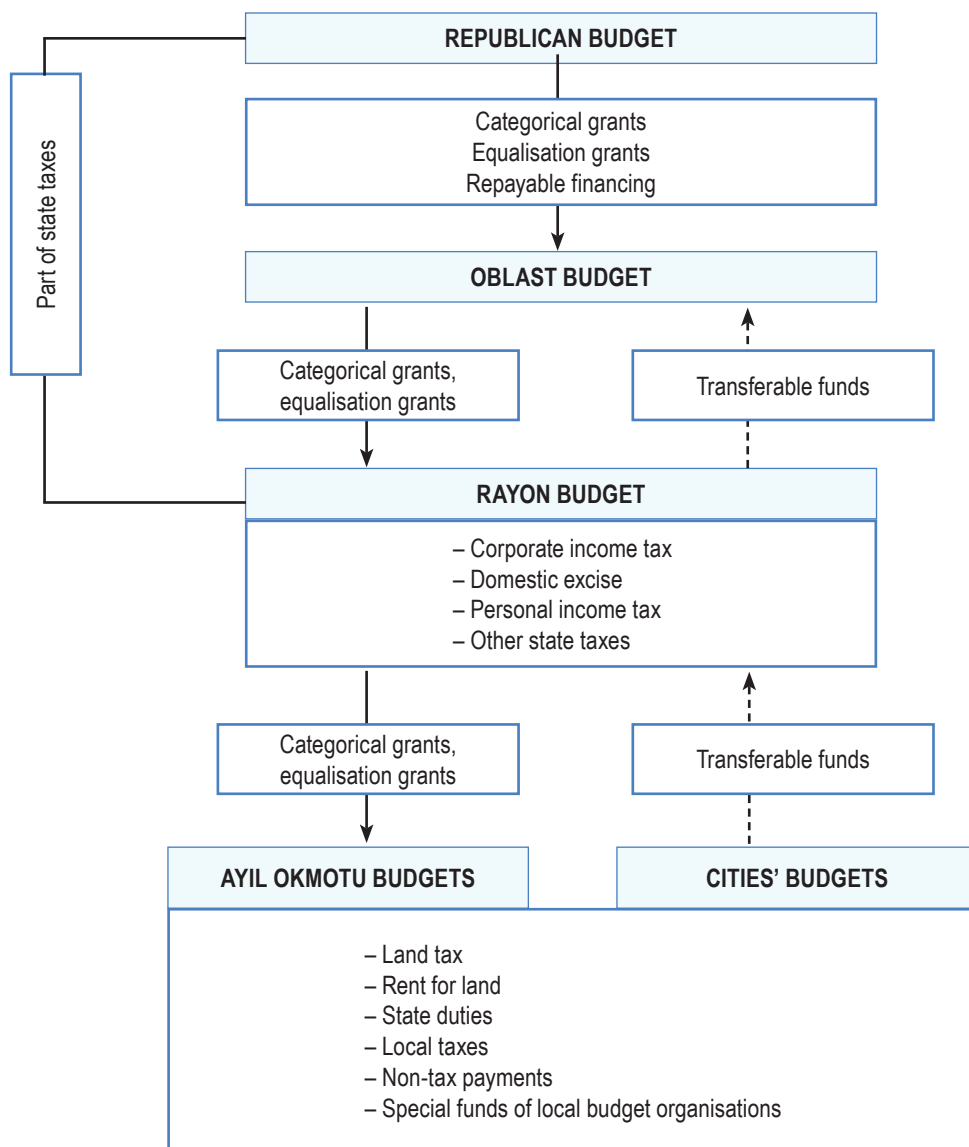 REPUBLICAN BUDGET
Part of state taxes
Categorical grants
Equalisation grants
Repayable financing
OBLAST BUDGET
Categorical grants,
equalisation grants
Transferable funds
RAYON BUDGET
– Corporate income tax
– Domestic excise
– Personal income tax
– Other state taxes
Categorical grants,
equalisation grants
Transferable funds
AYIL OKMOTU BUDGETS
CITIES’ BUDGETS
– Land tax
– Rent for land
– State duties
– Local taxes
– Non-tax payments
– Special funds of local budget organisations